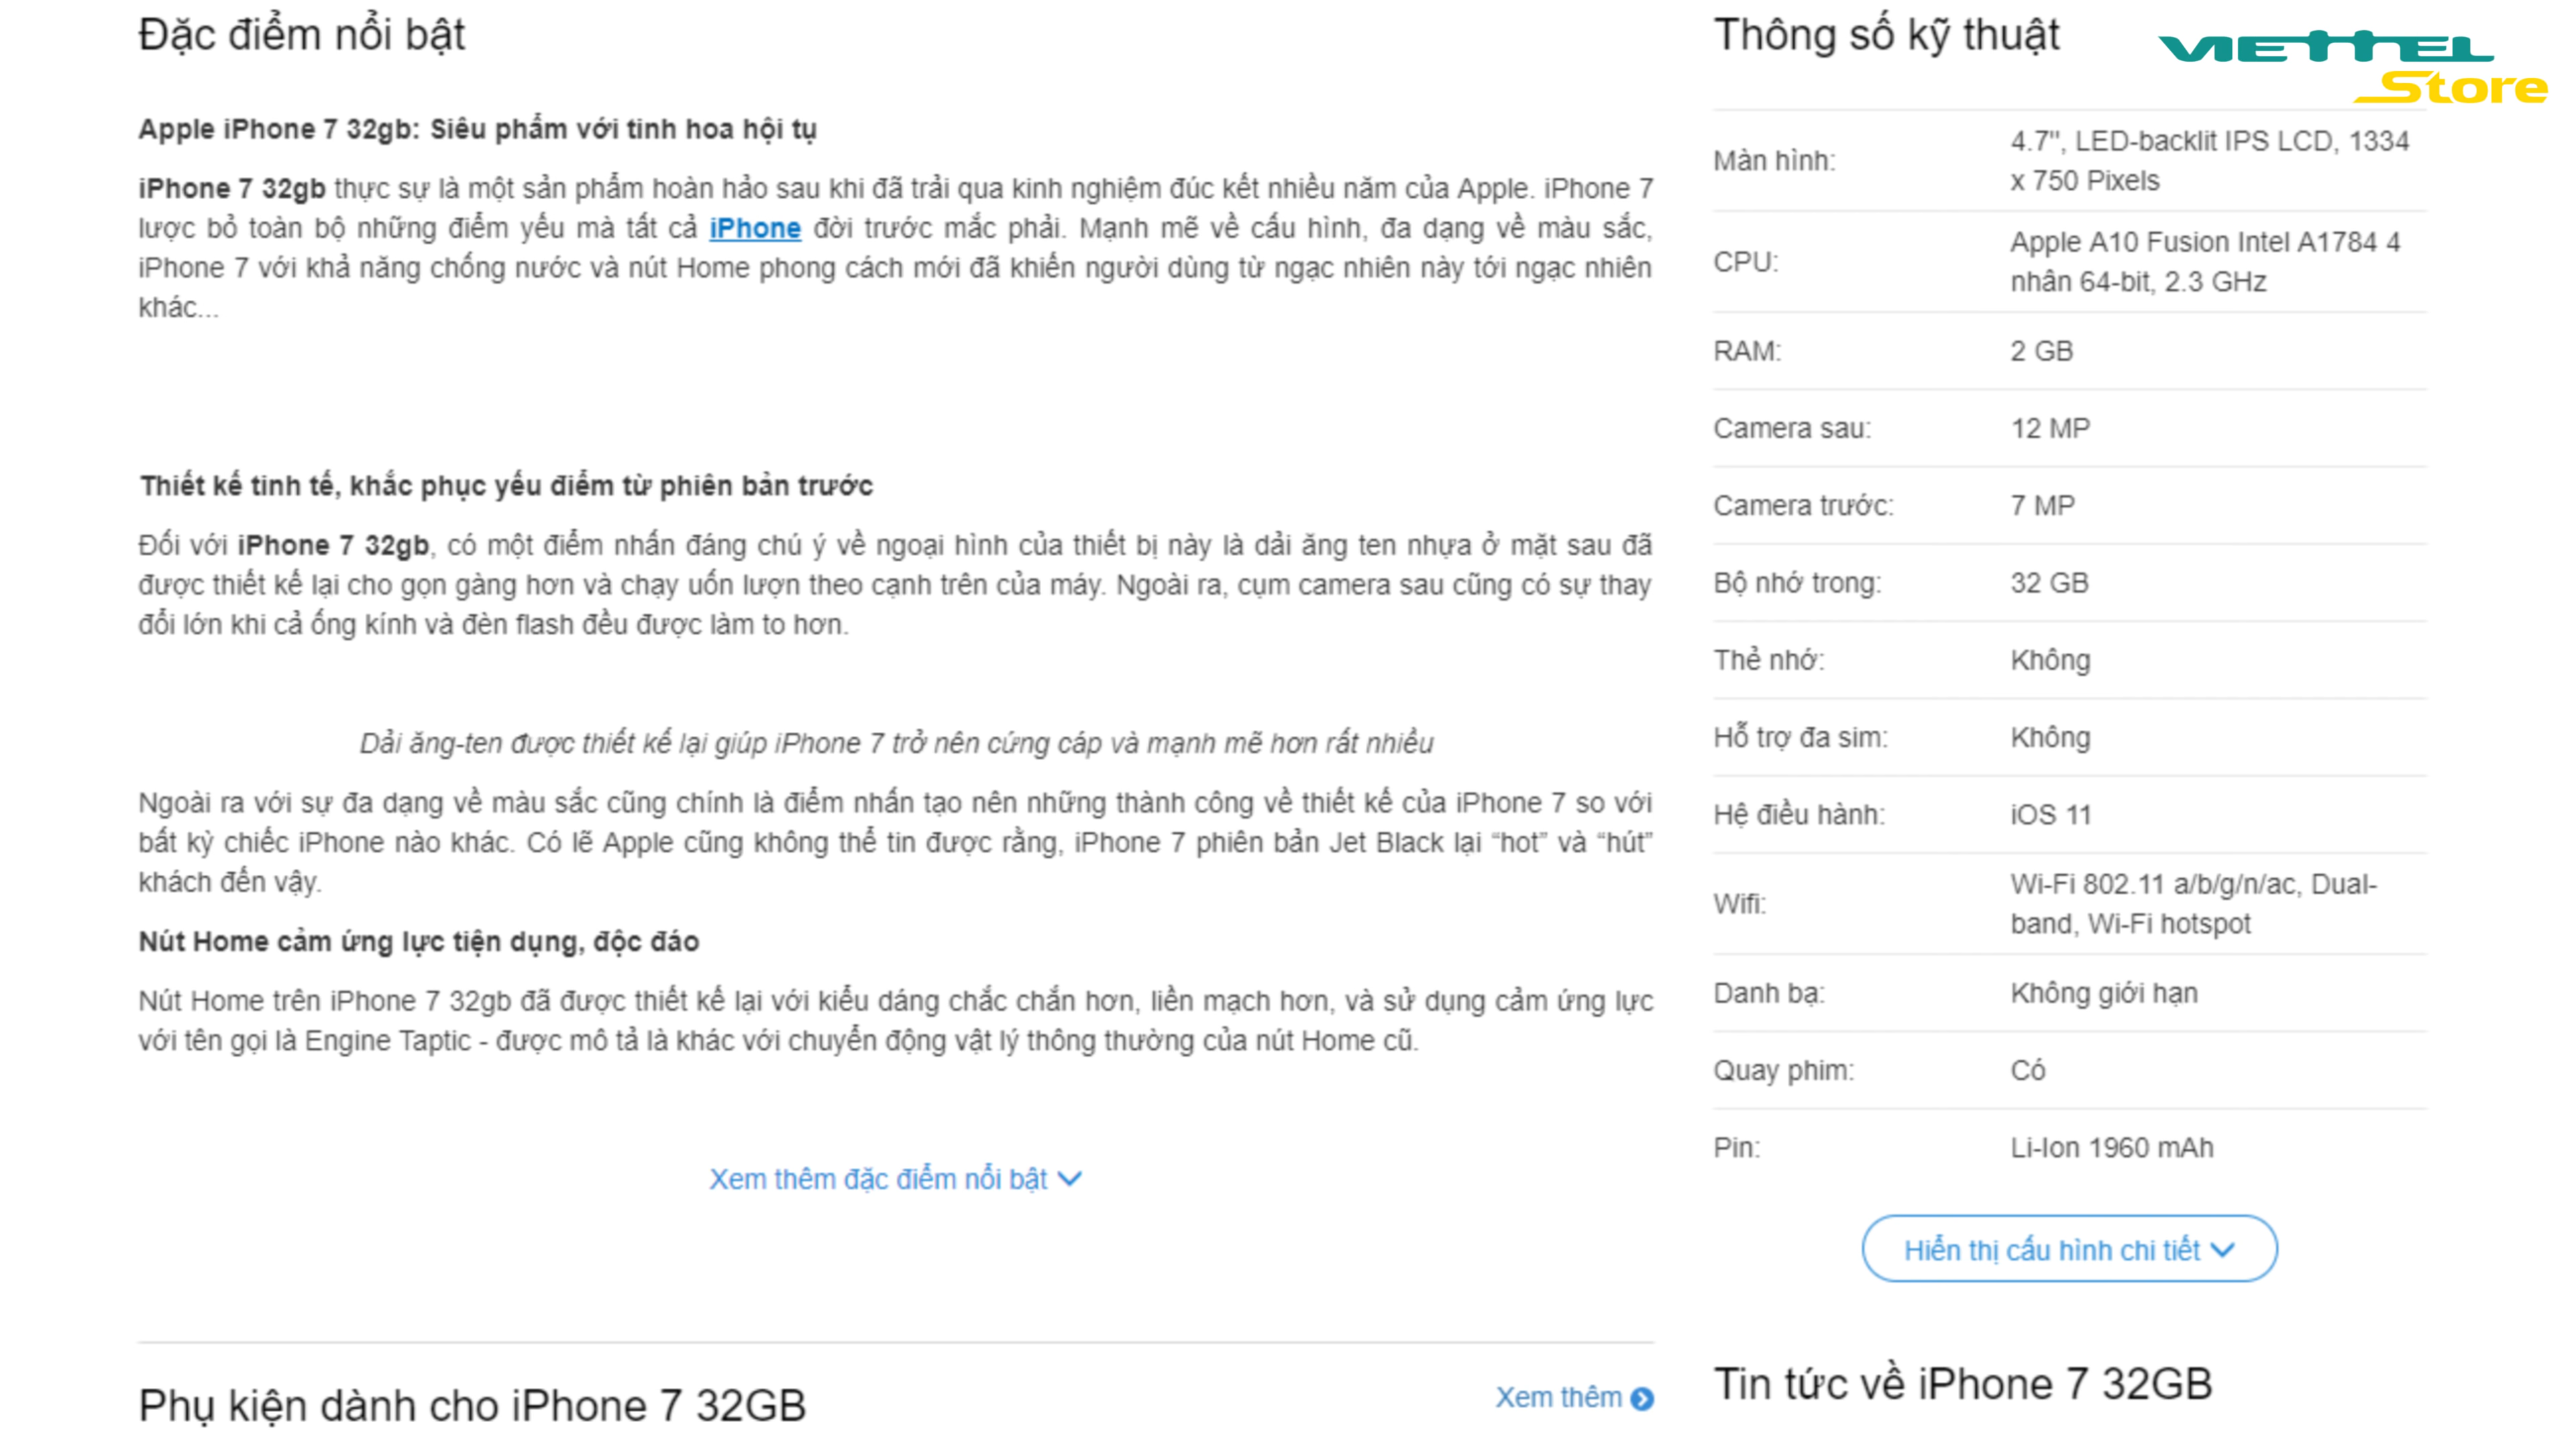 Đặc điểm nổi bật
Apple iPhone 7 32gb: Siêu phẩm với tinh hoa hội tụ
iPhone 7 32gb thực sự là một sản phẩm hoàn hảo sau khi đã trải qua kinh nghiệm đúc kết nhiều năm của Apple. iPhone 7
lược bỏ toàn bộ những điểm yếu mà tất cả iPhone đời trước mắc phải. Mạnh mẽ về cấu hình, đa dạng về màu sắc,
iPhone 7 với khả năng chống nước và nút Home phong cách mới đã khiến người dùng từ ngạc nhiên này tới ngạc nhiên
khác...
Thiết kế tinh tế, khắc phục yếu điểm từ phiên bản trước
Đối với iPhone 7 32gb, có một điểm nhấn đáng chú ý về ngoại hình của thiết bị này là dải ăng ten nhựa ở mặt sau đã
được thiết kế lại cho gọn gàng hơn và chạy uốn lượn theo cạnh trên của máy. Ngoài ra, cụm camera sau cũng có sự thay
đổi lớn khi cả ống kính và đèn flash đều được làm to hơn.
Dải ăng-ten được thiết kế lại giúp iPhone 7 trở nên cứng cáp và mạnh mẽ hơn rất nhiều
Ngoài ra với sự đa dạng về màu sắc cũng chính là điểm nhấn tạo nên những thành công về thiết kế của iPhone 7 so với
bất kỳ chiếc iPhone nào khác. Có lẽ Apple cũng không thể tin được rằng, iPhone 7 phiên bản Jet Black lại “hot” và “hút”
khách đến vậy.
Nút Home cảm ứng lực tiện dụng, độc đáo
Nút Home trên iPhone 7 32gb đã được thiết kế lại với kiểu dáng chắc chắn hơn, liền mạch hơn, và sử dụng cảm ứng lực
với tên gọi là Engine Taptic - được mô tả là khác với chuyển động vật lý thông thường của nút Home cũ.
Xem thêm đặc điểm nổi bật
Phụ kiện dành cho iPhone 7 32GB
Xem thêm
Thông số kỹ thuật
VIETTEL
Store
Màn hình: 4.7", LED-backlit IPS LCD, 1334
x 750 Pixels
CPU: Apple A10 Fusion Intel A1784 4
nhân 64-bit, 2.3 GHz
RAM: 2 GB
Camera sau: 12 MP
Camera trước: 7 MP
Bộ nhớ trong: 32 GB
Thẻ nhớ: Không
Hỗ trợ đa sim: Không
Hệ điều hành: iOS 11
Wifi: Wi-Fi 802.11 a/b/g/n/ac, Dual-
band, Wi-Fi hotspot
Danh bạ: Không giới hạn
Quay phim: Có
Pin: Li-Ion 1960 mAh
Hiển thị cấu hình chi tiết
Tin tức về iPhone 7 32GB